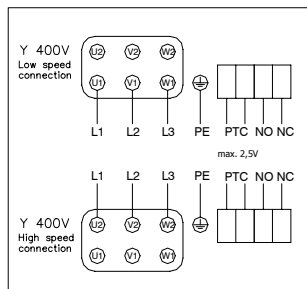 Y 400V
Low speed
connection
U2 V2 W2
U1 V1 W1
L1 L2 L3 PE PTC NO NC
max. 2,5V
L1 L2 L3 PE PTC NO NC
Y 400V
High speed
connection
U2 V2 W2
U1 V1 W1